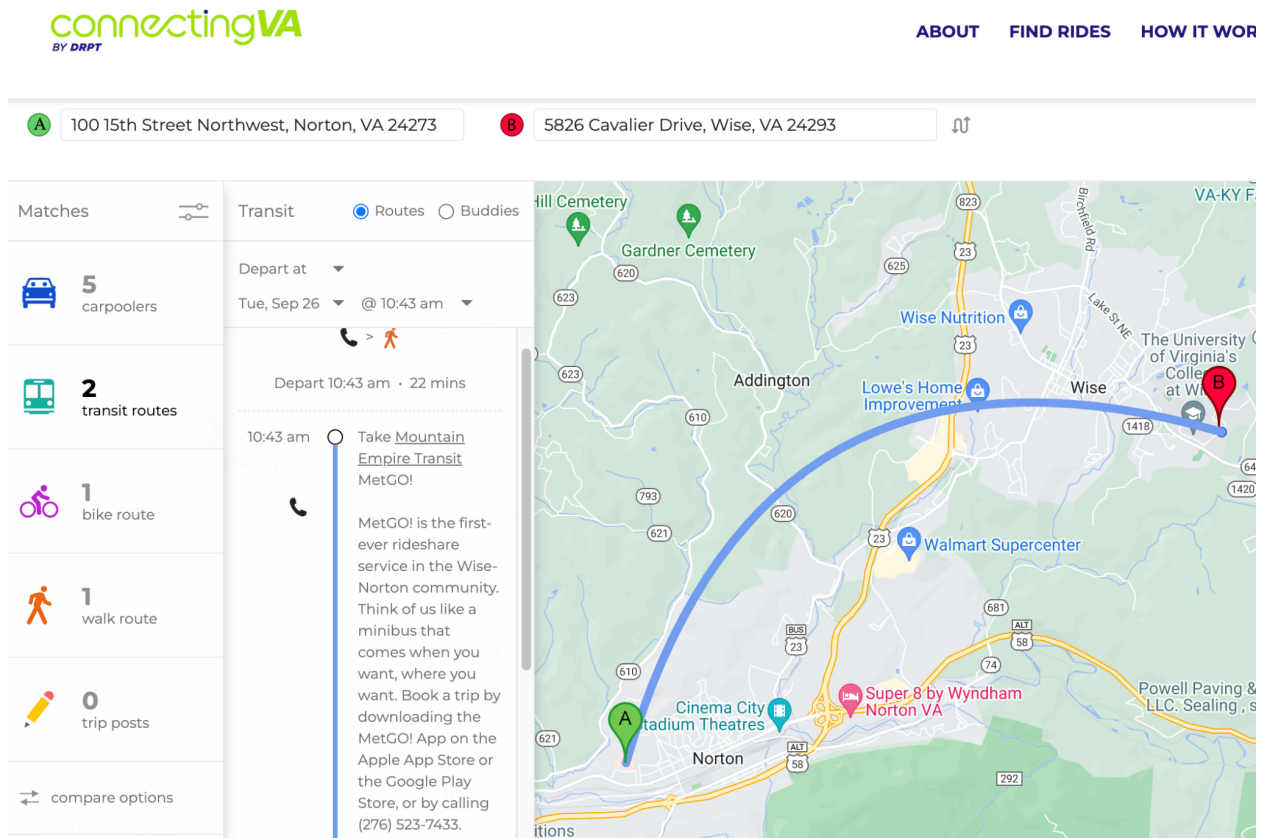 connectingVA
BY DRPT
ABOUT
FIND RIDES
HOW IT WOR
A
100 15th Street Northwest, Norton, VA 24273
B
5826 Cavalier Drive, Wise, VA 24293
Matches
5
carpoolers
2
transit routes
1
bike route
1
walk route
0
trip posts
compare options
Transit
Routes
Buddies
Depart at
Tue, Sep 26
@ 10:43 am
>
Depart 10:43 am · 22 mins
10:43 am
Take Mountain
Empire Transit
MetGO!
MetGO! is the first-
ever rideshare
service in the Wise-
Norton community.
Think of us like a
minibus that
comes when you
want, where you
want. Book a trip by
downloading the
MetGO! App on the
Apple App Store or
the Google Play
Store, or by calling
(276) 523-7433.
Hill Cemetery
Gardner Cemetery
620
623
625
823
23
Birchfield Rd
VA-KY F
Lake St NE
Wise Nutrition
23
The University
of Virginia's
Colle
at Wi
B
623
Addington
Lowe's Home
Improvement
Wise
610
1418
64
1420
793
620
621
23
Walmart Supercenter
681
ALT
58
BUS
23
74
610
Super 8 by Wyndham
Norton VA
Powell Paving &
LLC. Sealing , s
Cinema City
Stadium Theatres
A
621
Norton
ALT
58
292
itions